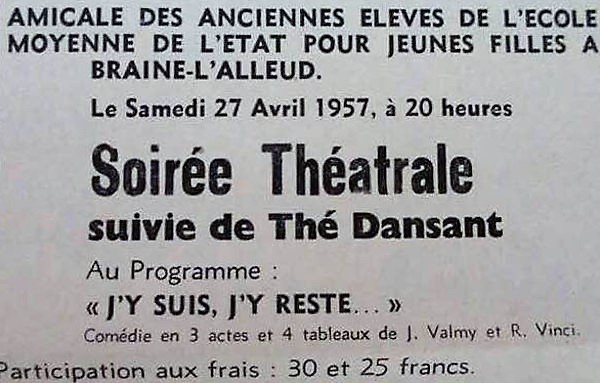 AMICALE DES ANCIENNES ELEVES DE L'ECOLE
MOYENNE DE L'ETAT POUR JEUNES FILLES A
BRAINE-L'ALLEUD.
Le Samedi 27 Avril 1957, à 20 heures
Soirée Théatrale
suivie de Thé Dansant
Au Programme :
« J'Y SUIS, J'Y RESTE... »
Comédie en 3 actes et 4 tableaux de J. Valmy et R. Vinci.
Participation aux frais : 30 et 25 francs.